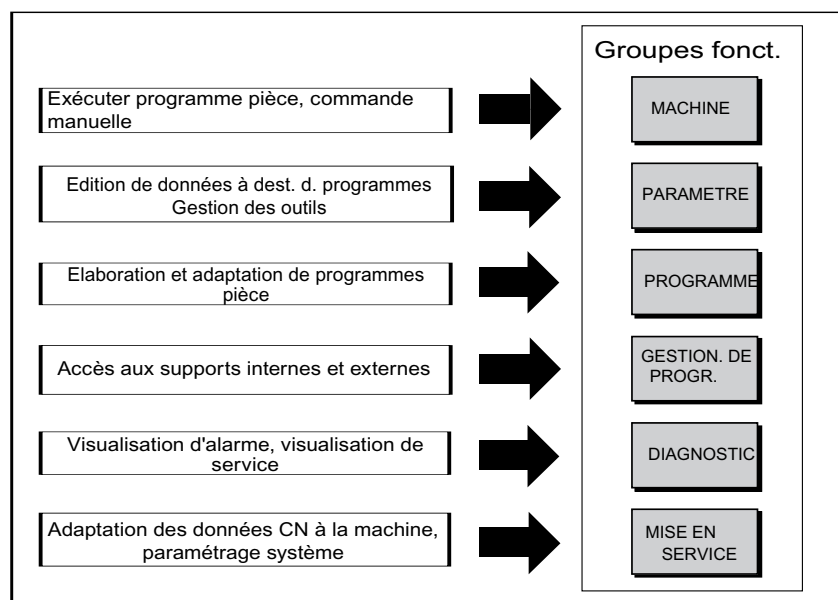 Groupes fonct.
Exécuter programme pièce, commande
manuelle
MACHINE
Edition de données à dest. d. programmes
Gestion des outils
PARAMETRE
Elaboration et adaptation de programmes
pièce
PROGRAMME
Accès aux supports internes et externes
GESTION. DE
PROGR.
Visualisation d'alarme, visualisation de
service
DIAGNOSTIC
Adaptation des données CN à la machine,
paramétrage système
MISE EN
SERVICE